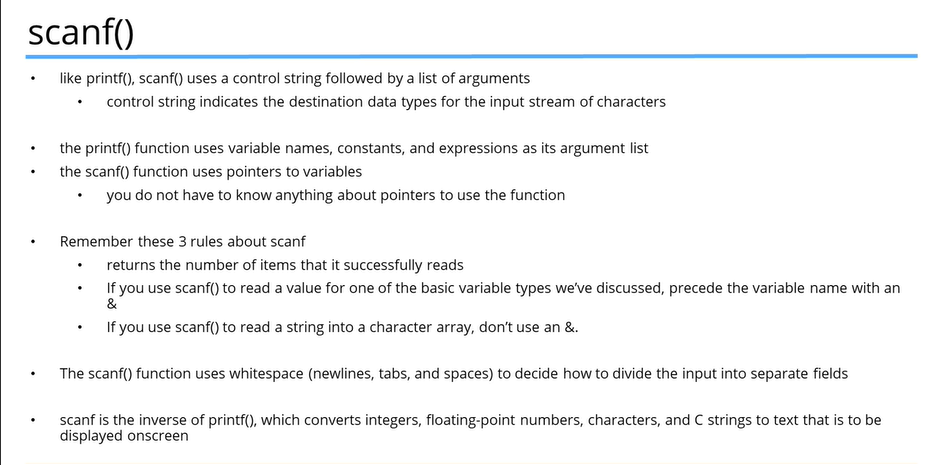 scanf()
• like printf(), scanf() uses a control string followed by a list of arguments
• control string indicates the destination data types for the input stream of characters
• the printf() function uses variable names, constants, and expressions as its argument list
• the scanf() function uses pointers to variables
• you do not have to know anything about pointers to use the function
• Remember these 3 rules about scanf
• returns the number of items that it successfully reads
• If you use scanf() to read a value for one of the basic variable types we’ve discussed, precede the variable name with an
&
• If you use scanf() to read a string into a character array, don’t use an &.
• The scanf() function uses whitespace (newlines, tabs, and spaces) to decide how to divide the input into separate fields
• scanf is the inverse of printf(), which converts integers, floating-point numbers, characters, and C strings to text that is to be
displayed onscreen